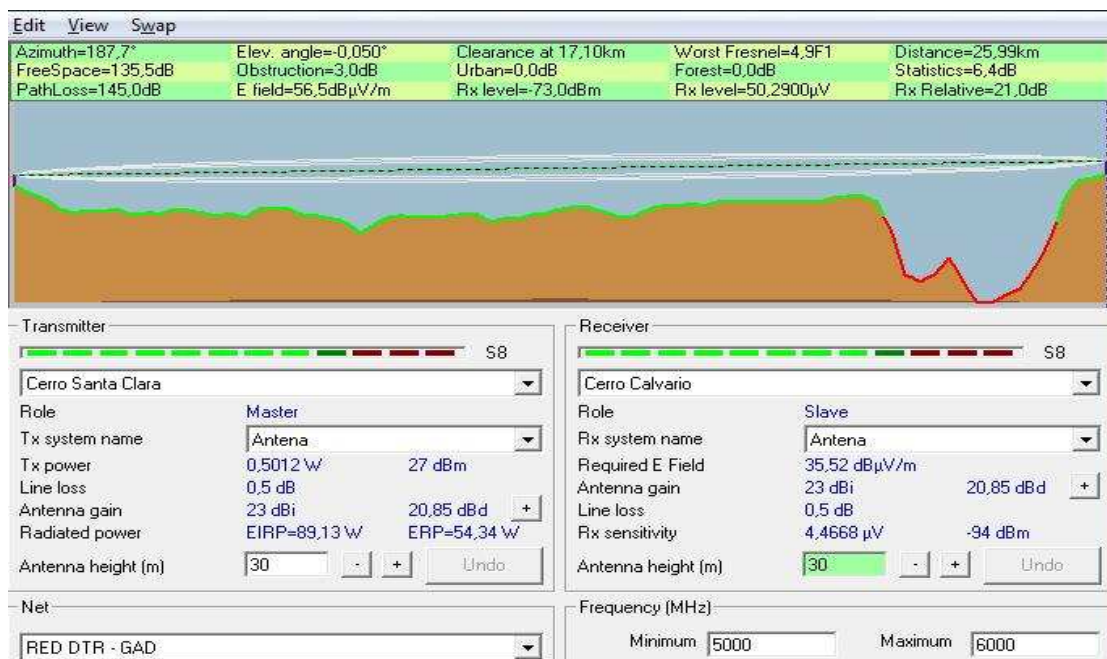 Edit View Swap
Azimuth=187,7° Elev. angle=-0,050° Clearance at 17,10km Worst Fresnel=4,9F1 Distance=25,99km
FreeSpace=135,5dB Obstruction=3,0dB Urban=0,0dB Forest=0,0dB Statistics=6,4dB
PathLoss=145,0dB E field=56,5dBµV/m Rx level=-73,0dBm Rx level=50,2900µV Rx Relative=21,0dB
Transmitter
S8
Cerro Santa Clara
Role Master
Tx system name Antena
Tx power 0,5012 W 27 dBm
Line loss 0,5 dB
Antenna gain 23 dBi 20,85 dBd +
Radiated power EIRP=89,13 W ERP=54,34 W
Antenna height (m) 30 - + Undo
Net
RED DTR - GAD
Receiver
S8
Cerro Calvario
Role Slave
Rx system name Antena
Required E Field 35,52 dBµV/m
Antenna gain 23 dBi 20,85 dBd +
Line loss 0,5 dB
Rx sensitivity 4,4668 µV -94 dBm
Antenna height (m) 30 - + Undo
Frequency (MHz)
Minimum 5000 Maximum 6000